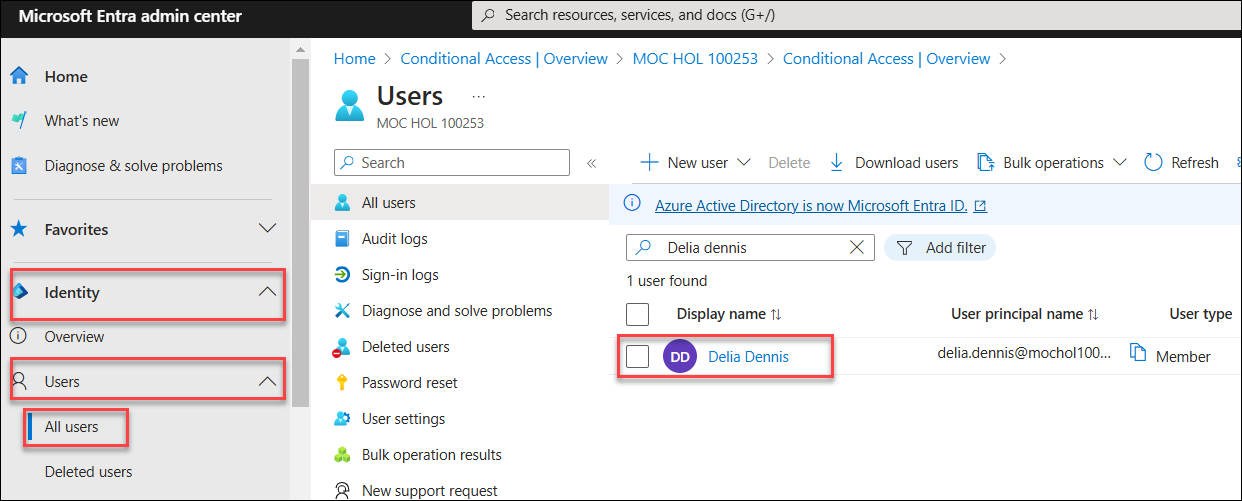 Microsoft Entra admin center
Search resources, services, and docs (G+/)
Home
What's new
Diagnose & solve problems
Favorites
Identity
Overview
Users
All users
Deleted users
Home > Conditional Access | Overview > MOC HOL 100253 > Conditional Access | Overview >
Users ...
MOC HOL 100253
Search
«
All users
Audit logs
Sign-in logs
Diagnose and solve problems
Deleted users
Password reset
User settings
Bulk operation results
New support request
New user Delete Download users Bulk operations Refresh
Azure Active Directory is now Microsoft Entra ID.
Delia dennis Add filter
1 user found
Display name User principal name User type
DD Delia Dennis delia.dennis@mochol100... Member